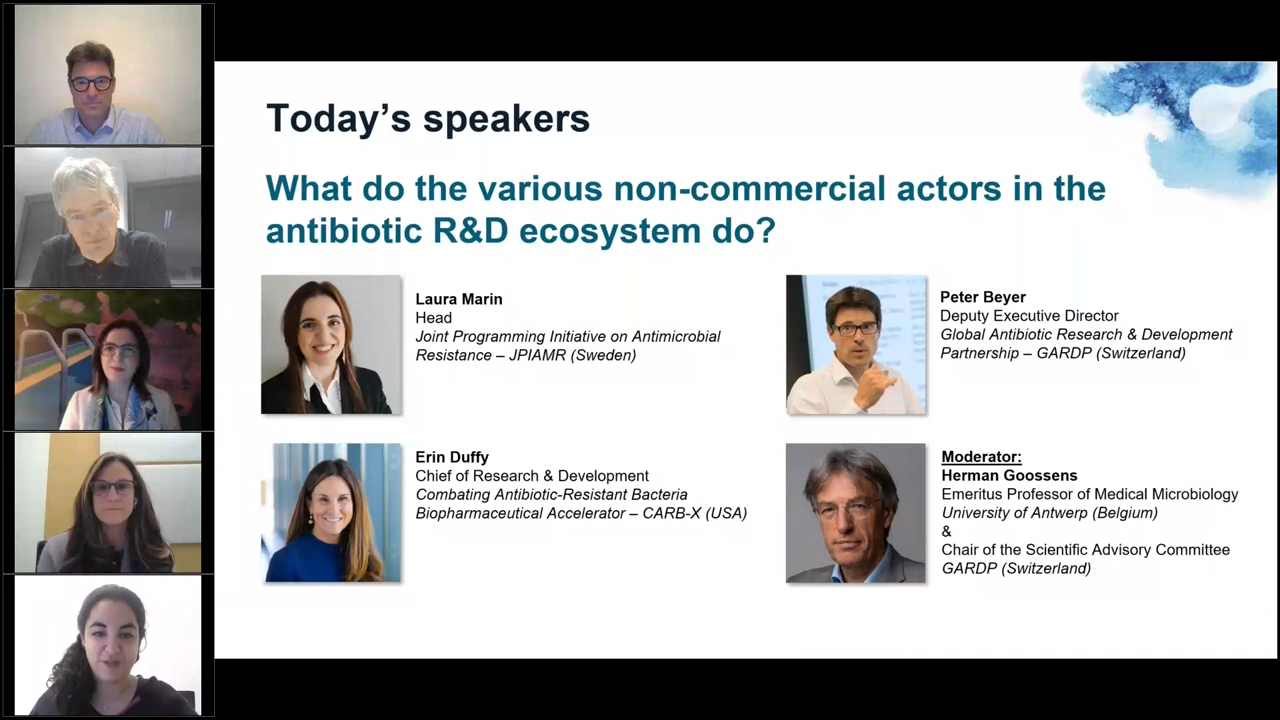 Today's speakers
What do the various non-commercial actors in the
antibiotic R&D ecosystem do?
Laura Marin
Head
Joint Programming Initiative on Antimicrobial
Resistance – JPIAMR (Sweden)
Peter Beyer
Deputy Executive Director
Global Antibiotic Research & Development
Partnership – GARDP (Switzerland)
Erin Duffy
Chief of Research & Development
Combating Antibiotic-Resistant Bacteria
Biopharmaceutical Accelerator – CARB-X (USA)
Moderator:
Herman Goossens
Emeritus Professor of Medical Microbiology
University of Antwerp (Belgium)
&
Chair of the Scientific Advisory Committee
GARDP (Switzerland)